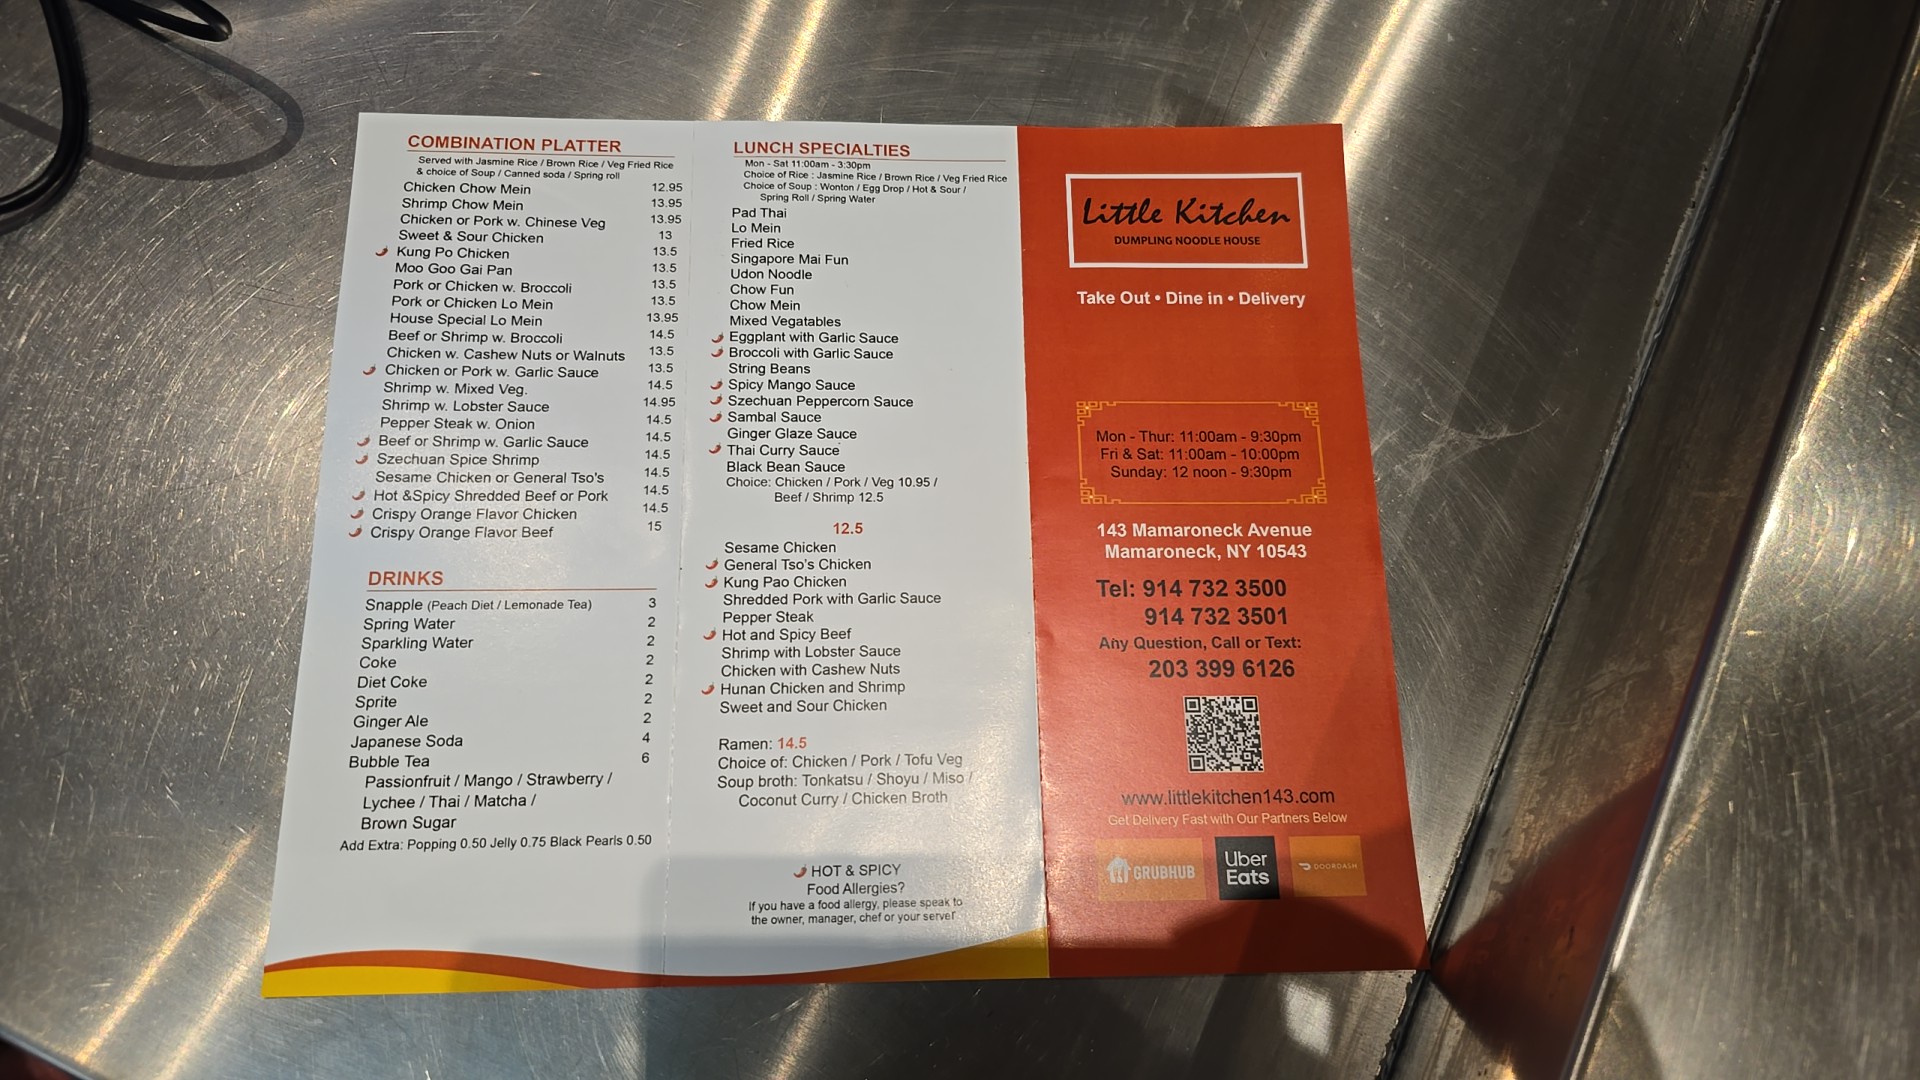 COMBINATION PLATTER
Served with Jasmine Rice / Brown Rice / Veg Fried Rice
& choice of Soup / Canned soda / Spring roll
Chicken Chow Mein 12.95
Shrimp Chow Mein 13.95
Chicken or Pork w. Chinese Veg 13.95
Sweet & Sour Chicken 13
Kung Po Chicken 13.5
Moo Goo Gai Pan 13.5
Pork or Chicken w. Broccoli 13.5
Pork or Chicken Lo Mein 13.5
House Special Lo Mein 13.95
Beef or Shrimp w. Broccoli 14.5
Chicken w. Cashew Nuts or Walnuts 13.5
Chicken or Pork w. Garlic Sauce 13.5
Shrimp w. Mixed Veg. 14.5
Shrimp w. Lobster Sauce 14.95
Pepper Steak w. Onion 14.5
Beef or Shrimp w. Garlic Sauce 14.5
Szechuan Spice Shrimp 14.5
Sesame Chicken or General Tso's 14.5
Hot &Spicy Shredded Beef or Pork 14.5
Crispy Orange Flavor Chicken 14.5
Crispy Orange Flavor Beef 15
DRINKS
Snapple (Peach Diet / Lemonade Tea) 3
Spring Water 2
Sparkling Water 2
Coke 2
Diet Coke 2
Sprite 2
Ginger Ale 2
Japanese Soda 4
Bubble Tea 6
Passionfruit / Mango / Strawberry /
Lychee / Thai / Matcha /
Brown Sugar
Add Extra: Popping 0.50 Jelly 0.75 Black Pearls 0.50
LUNCH SPECIALTIES
Mon - Sat 11:00am - 3:30pm
Choice of Rice : Jasmine Rice / Brown Rice / Veg Fried Rice
Choice of Soup : Wonton / Egg Drop / Hot & Sour /
Spring Roll / Spring Water
Pad Thai
Lo Mein
Fried Rice
Singapore Mai Fun
Udon Noodle
Chow Fun
Chow Mein
Mixed Vegatables
Eggplant with Garlic Sauce
Broccoli with Garlic Sauce
String Beans
Spicy Mango Sauce
Szechuan Peppercorn Sauce
Sambal Sauce
Ginger Glaze Sauce
Thai Curry Sauce
Black Bean Sauce
Choice: Chicken / Pork / Veg 10.95 /
Beef / Shrimp 12.5
12.5
Sesame Chicken
General Tso's Chicken
Kung Pao Chicken
Shredded Pork with Garlic Sauce
Pepper Steak
Hot and Spicy Beef
Shrimp with Lobster Sauce
Chicken with Cashew Nuts
Hunan Chicken and Shrimp
Sweet and Sour Chicken
Ramen: 14.5
Choice of: Chicken / Pork / Tofu Veg
Soup broth: Tonkatsu / Shoyu / Miso /
Coconut Curry / Chicken Broth
HOT & SPICY
Food Allergies?
If you have a food allergy, please speak to
the owner, manager, chef or your server
Little Kitchen
DUMPLING NOODLE HOUSE
Take Out • Dine in • Delivery
Mon - Thur: 11:00am - 9:30pm
Fri & Sat: 11:00am - 10:00pm
Sunday: 12 noon - 9:30pm
143 Mamaroneck Avenue
Mamaroneck, NY 10543
Tel: 914 732 3500
914 732 3501
Any Question, Call or Text:
203 399 6126
www.littlekitchen143.com
Get Delivery Fast with Our Partners Below
GRUBHUB
Uber
Eats
DOORDASH